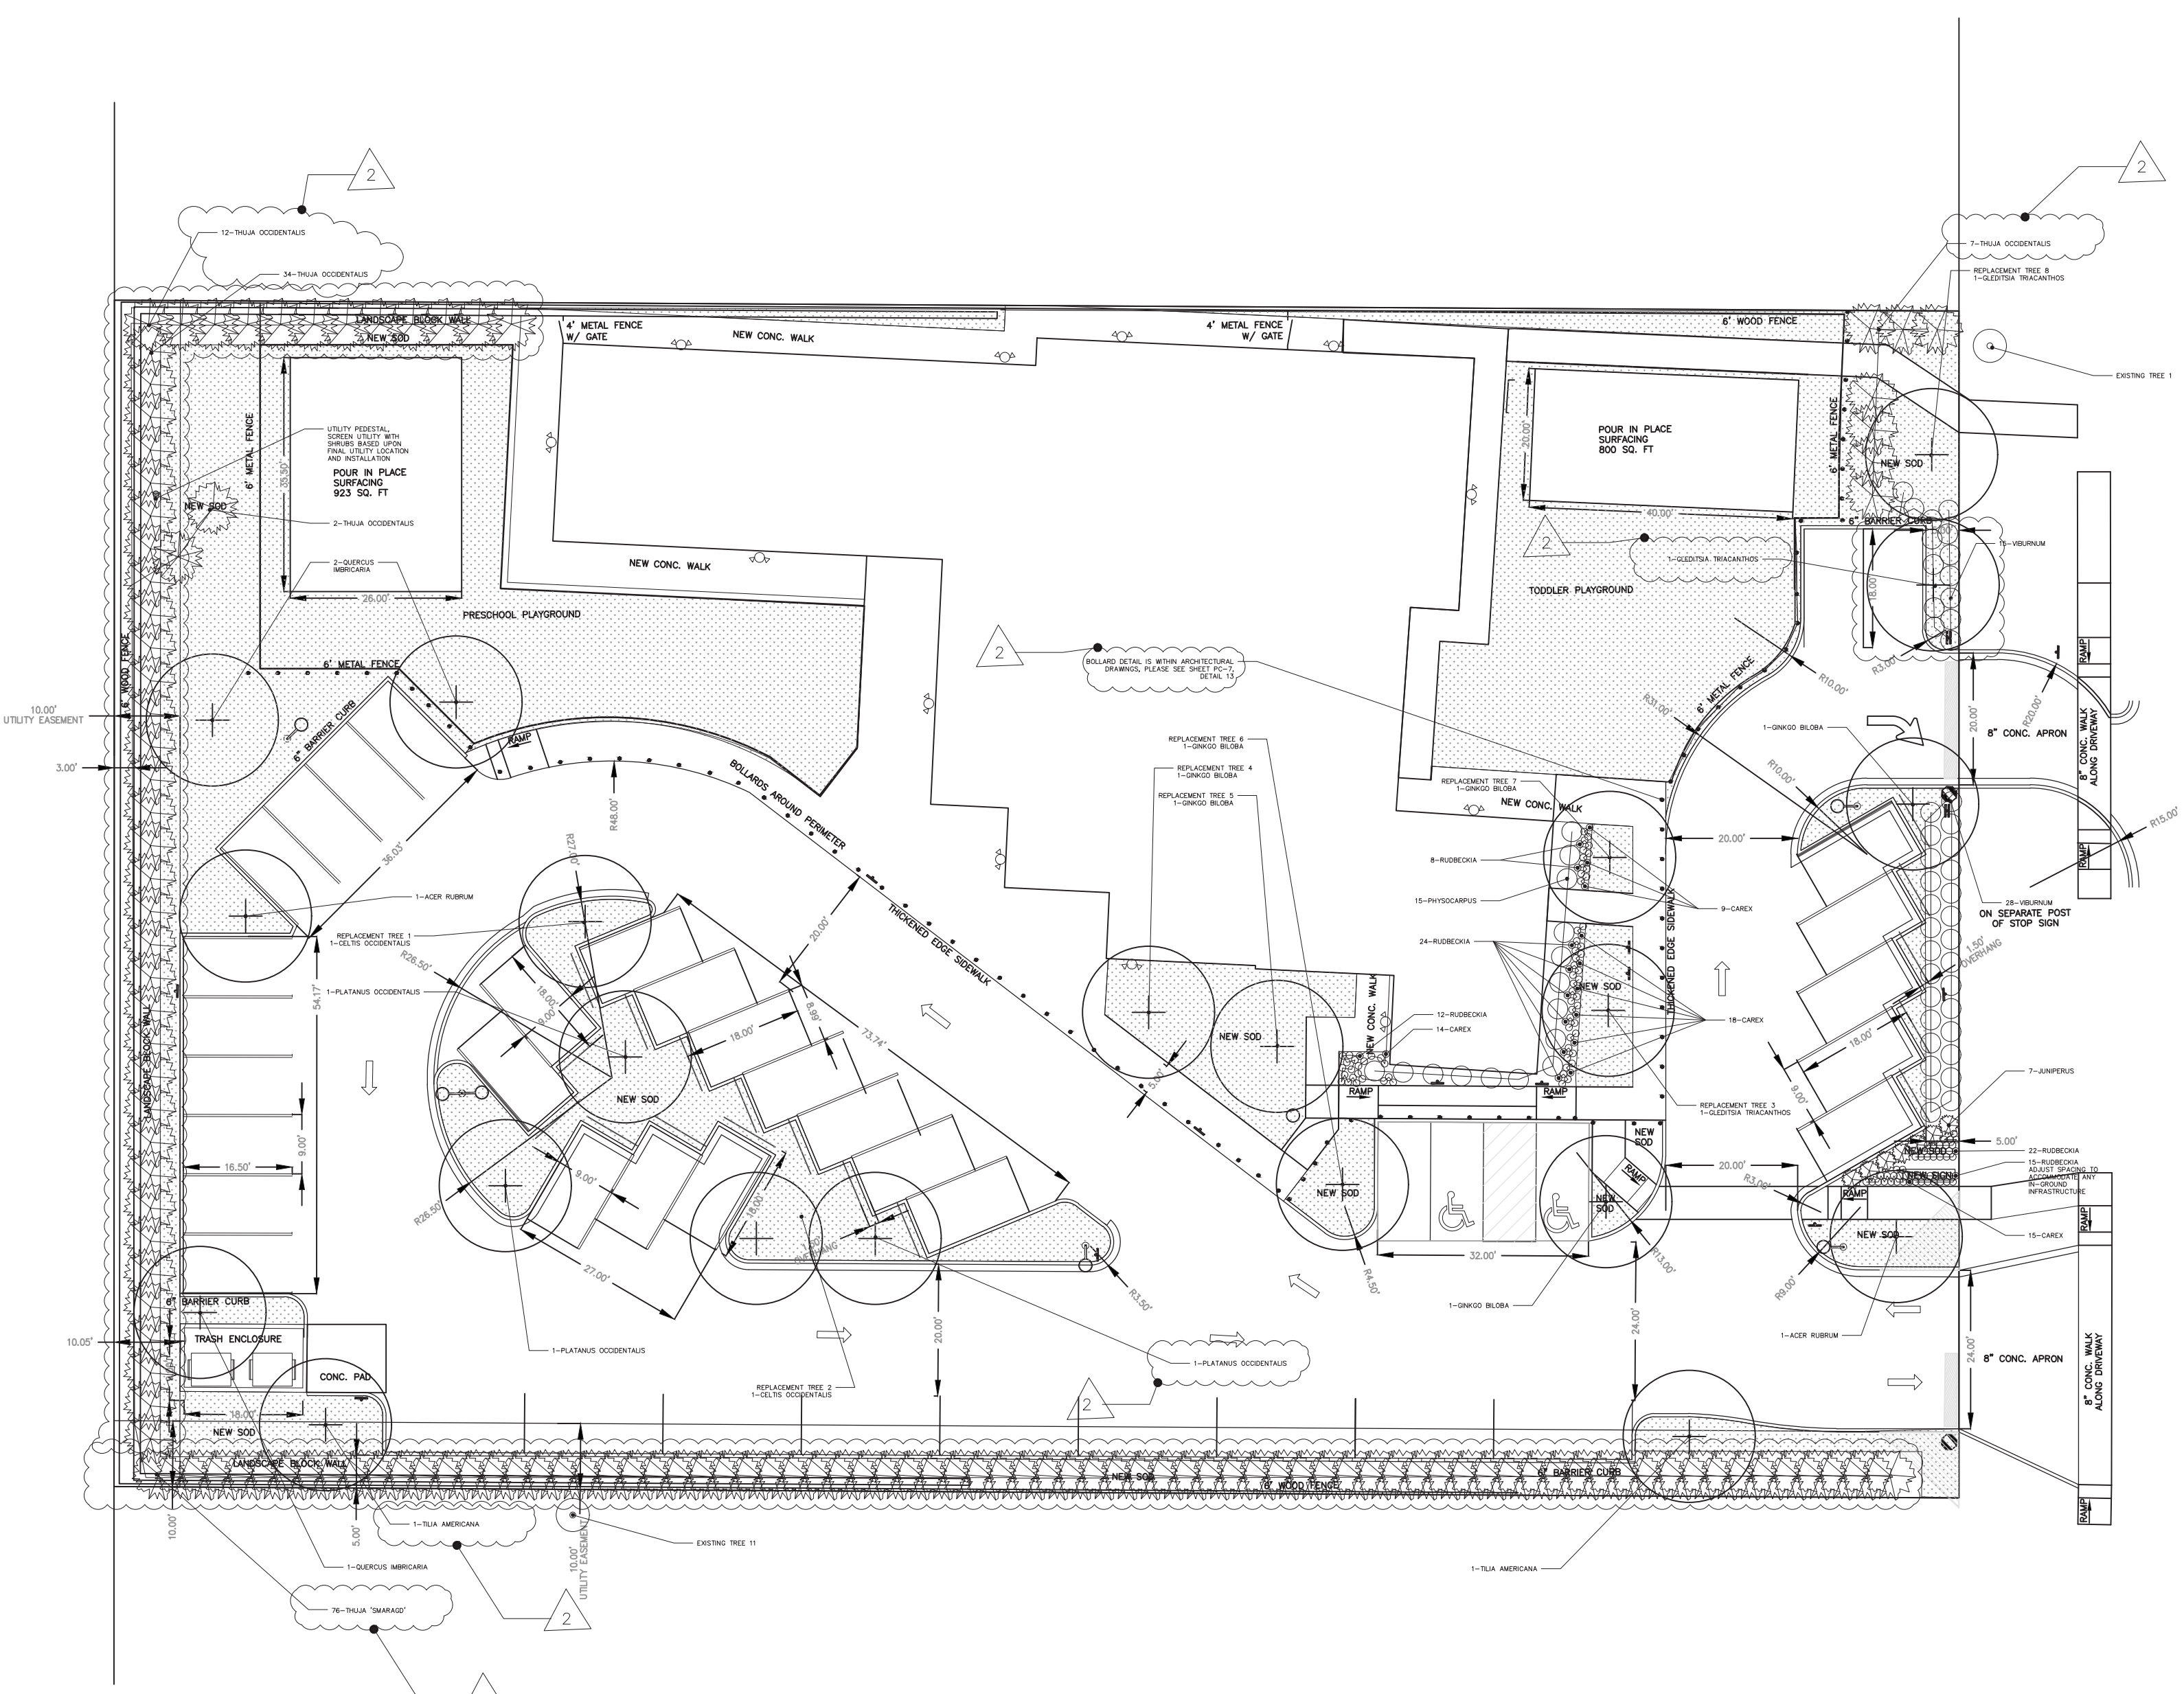 2
2
12-THUJA OCCIDENTALIS
7-THUJA OCCIDENTALIS
34-THUJA OCCIDENTALIS
REPLACEMENT TREE 8
1-GLEDITSIA TRIACANTHOS
LANDSCAPE BLOCK WALK
NEW SOD
4' METAL FENCE
W/ GATE
NEW CONC. WALK
4' METAL FENCE
W/ GATE
6' WOOD FENCE
EXISTING TREE 1
6' METAL FENCE
UTILITY PEDESTAL,
SCREEN UTILITY WITH
SHRUBS BASED UPON
FINAL UTILITY LOCATION
AND INSTALLATION
POUR IN PLACE
SURFACING
923 SQ. FT
35.50'
26.00'
NEW SOD
2-THUJA OCCIDENTALIS
2-QUERCUS
IMBRICARIA
NEW CONC. WALK
PRESCHOOL PLAYGROUND
20.00'
POUR IN PLACE
SURFACING
800 SQ. FT
40.00'
6' METAL FENCE
NEW SOD
6" BARRIER CURB
15-VIBURNUM
18.00'
2
1-GLEDITSIA TRIACANTHOS
TODDLER PLAYGROUND
6' WOOD FENCE
6' METAL FENCE
2
BOLLARD DETAIL IS WITHIN ARCHITECTURAL
DRAWINGS, PLEASE SEE SHEET PC-7,
DETAIL 13
6' METAL FENCE
R10.00'
R31.00'
R3.00'
RAMP
R20.00'
20.00'
8" CONC. APRON
8" CONC. WALK
ALONG DRIVEWAY
RAMP
R15.00'
10.00'
UTILITY EASEMENT
3.00'
6" BARRIER CURB
RAMP
36.03'
R48.00'
BOLLARDS AROUND PERIMETER
REPLACEMENT TREE 6
1-GINKGO BILOBA
REPLACEMENT TREE 4
1-GINKGO BILOBA
REPLACEMENT TREE 5
1-GINKGO BILOBA
REPLACEMENT TREE 7
1-GINKGO BILOBA
NEW CONC. WALK
1-GINKGO BILOBA
R10.00'
20.00'
8-RUDBECKIA
15-PHYSOCARPUS
9-CAREX
24-RUDBECKIA
28-VIBURNUM
ON SEPARATE POST
OF STOP SIGN
1.50'
OVERHANG
1-ACER RUBRUM
R27.00'
REPLACEMENT TREE 1
1-CELTIS OCCIDENTALIS
R26.50'
1-PLATANUS OCCIDENTALIS
20.00'
THICKENED EDGE SIDEWALK
18.00'
9.00'
18.00'
8.99'
73.74'
54.17'
LANDSCAPE BLOCK WALL
NEW SOD
NEW SOD
NEW CONC. WALK
12-RUDBECKIA
14-CAREX
NEW SOD
THICKENED EDGE SIDEWALK
18-CAREX
18.00'
9.00'
5.00'
RAMP
RAMP
REPLACEMENT TREE 3
1-GLEDITSIA TRIACANTHOS
7-JUNIPERUS
5.00'
NEW SOD
22-RUDBECKIA
NEW SIGN
15-RUDBECKIA
ADJUST SPACING TO
ACCOMMODATE ANY
IN-GROUND
INFRASTRUCTURE
15-CAREX
9.00'
16.50'
9.00'
R26.50'
18.00'
27.00'
1.50'
OVERHANG
NEW SOD
NEW
SOD
RAMP
NEW
SOD
20.00'
R3.00'
RAMP
NEW SOD
RAMP
32.00'
R4.50'
R13.00'
R9.00'
R3.50'
6" BARRIER CURB
10.05'
TRASH ENCLOSURE
CONC. PAD
1-PLATANUS OCCIDENTALIS
REPLACEMENT TREE 2
1-CELTIS OCCIDENTALIS
20.00'
1-PLATANUS OCCIDENTALIS
2
1-GINKGO BILOBA
24.00'
1-ACER RUBRUM
24.00'
8" CONC. APRON
8" CONC. WALK
ALONG DRIVEWAY
18.00'
NEW SOD
LANDSCAPE BLOCK WALL
NEW SOD
6' WOOD FENCE
6" BARRIER CURB
RAMP
10.00'
5.00'
1-TILIA AMERICANA
10.00'
UTILITY EASEMENT
EXISTING TREE 11
1-QUERCUS IMBRICARIA
1-TILIA AMERICANA
76-THUJA 'SMARAGD'
2